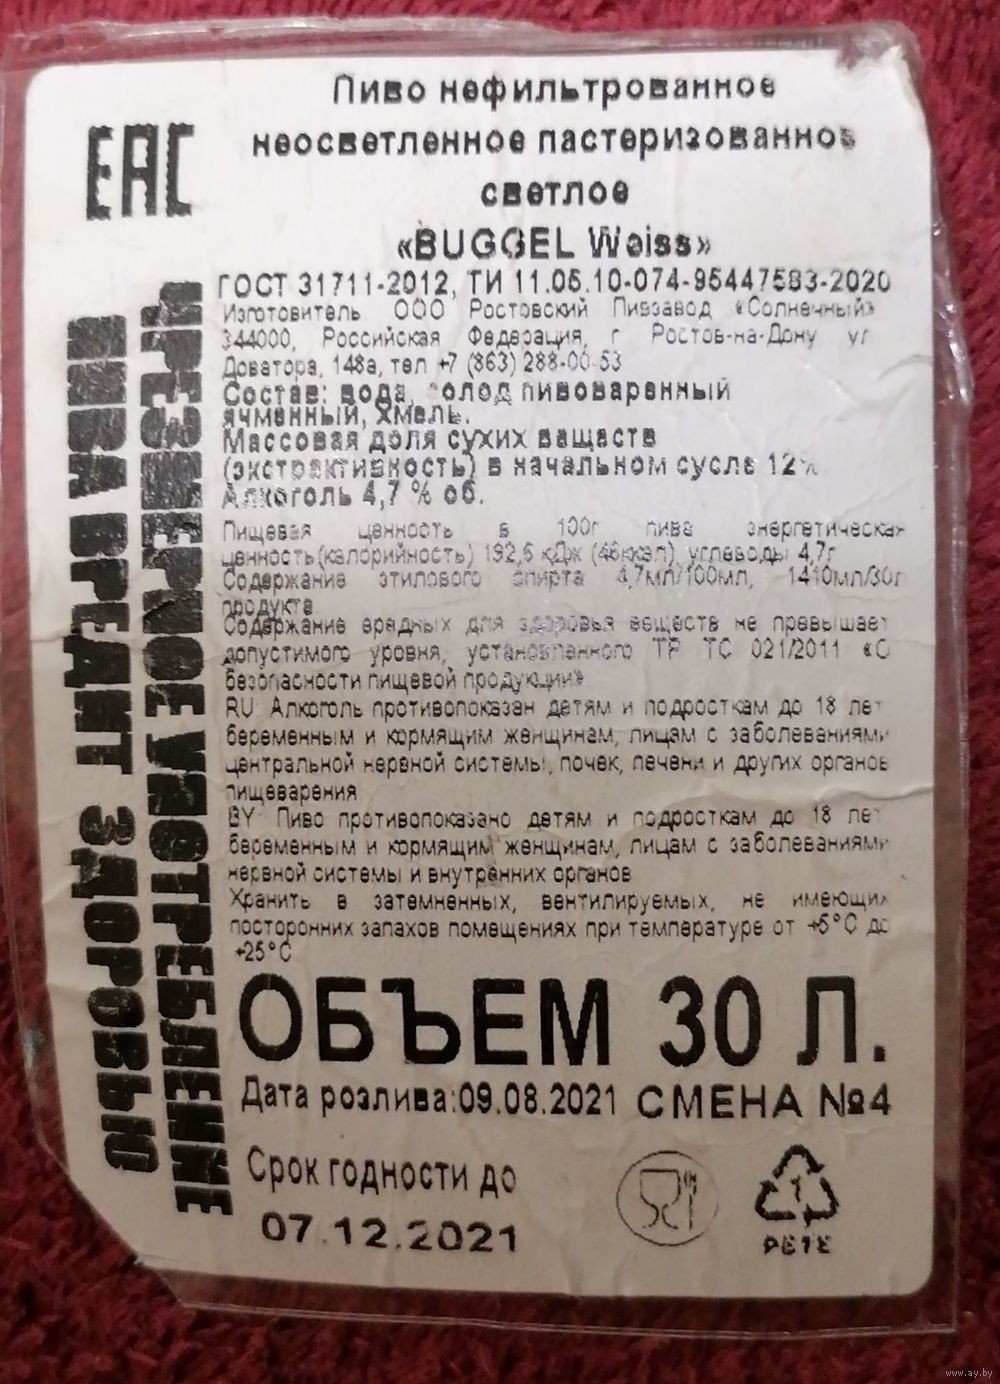 EAC
Пиво нефильтрованное
неосветленное пастеризованное
светлое
«BUGGEL Weiss»
ГОСТ 31711-2012, ТИ 11.05.10-074-95447583-2020
Изготовитель ООО Ростовский Пивзавод «Солнечный»
344000, Российская Федерация, г Ростов-на-Дону ул
Доватора, 148а, тел +7 (863) 288-00-53
Состав: вода, солод пивоваренный
ячменный, хмель.
Массовая доля сухих веществ
(экстрактивность) в начальном сусле 12%
Алкоголь 4,7 % об.
Пищевая ценность в 100г пива энергетическая
ценность(калорийность) 192,6 кДж (46ккал), углеводы 4,7г
Содержание этилового спирта 4,7мл/100мл, 1410мл/30л
продукта
Содержание вредных для здоровья веществ не превышает
допустимого уровня, установленного ТР ТС 021/2011 «О
безопасности пищевой продукции»
RU Алкоголь противопоказан детям и подросткам до 18 лет
беременным и кормящим женщинам, лицам с заболеваниями
центральной нервной системы, почек, печени и других органов
пищеварения
BY Пиво противопоказано детям и подросткам до 18 лет
беременным и кормящим женщинам, лицам с заболеваниями
нервной системы и внутренних органов
Хранить в затемненных, вентилируемых, не имеющих
посторонних запахов помещениях при температуре от +5°С до
+25°С
ОБЪЕМ 30 Л.
Дата розлива:09.08.2021 СМЕНА №4
Срок годности до
07.12.2021
1
PETE
ЧРЕЗМЕРНОЕ УПОТРЕБЛЕНИЕ
ПИВА ВРЕДИТ ЗДОРОВЬЮ
www.ay.by